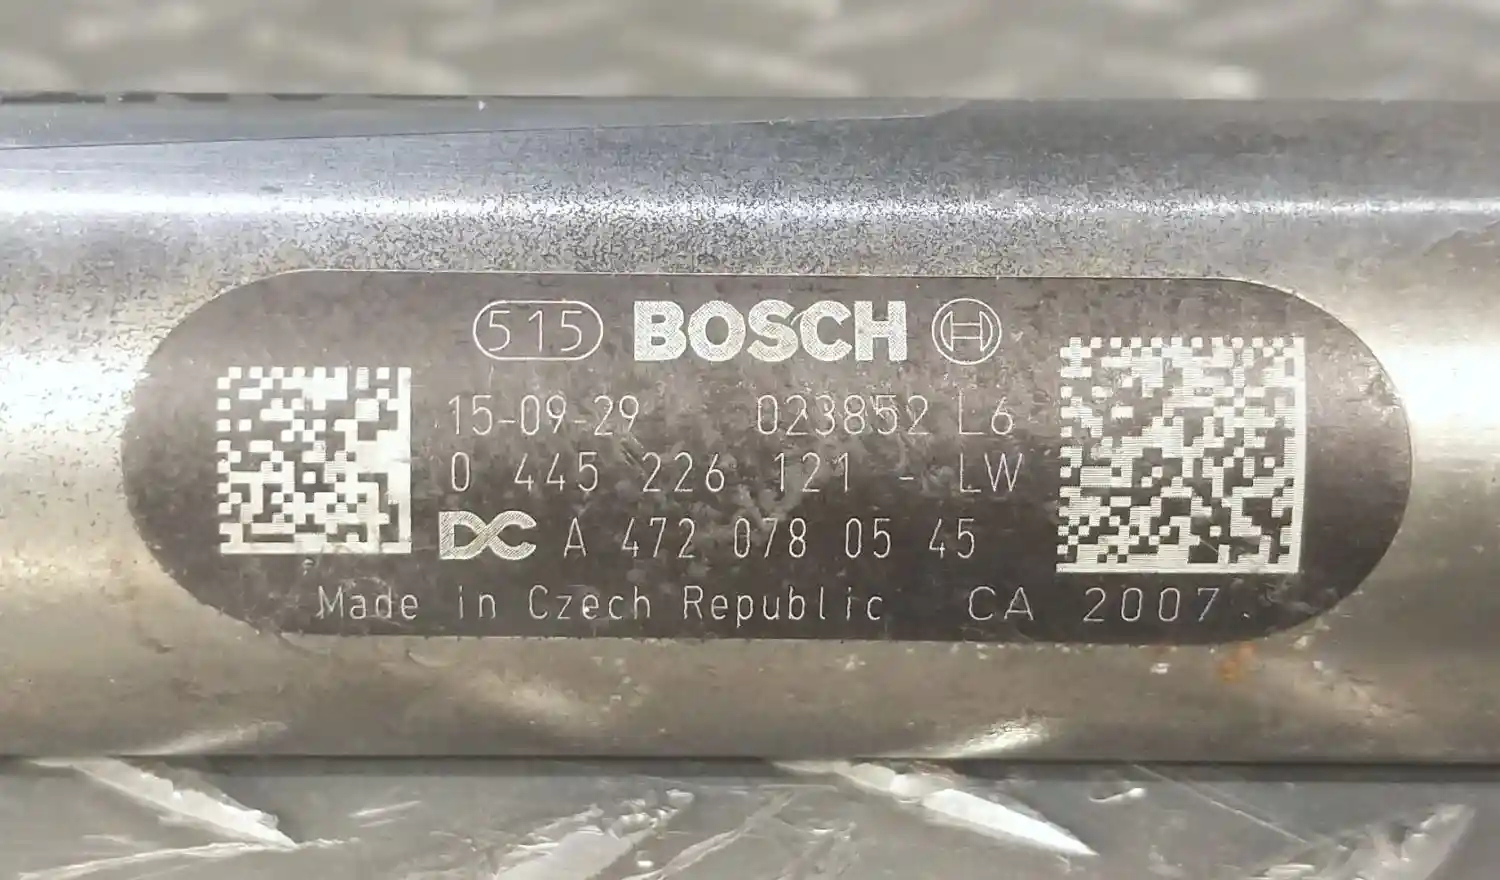 515 BOSCH
15-09-29 023852 L6
0 445 226 121 - LW
DC A 472 078 05 45
Made in Czech Republic CA 2007.